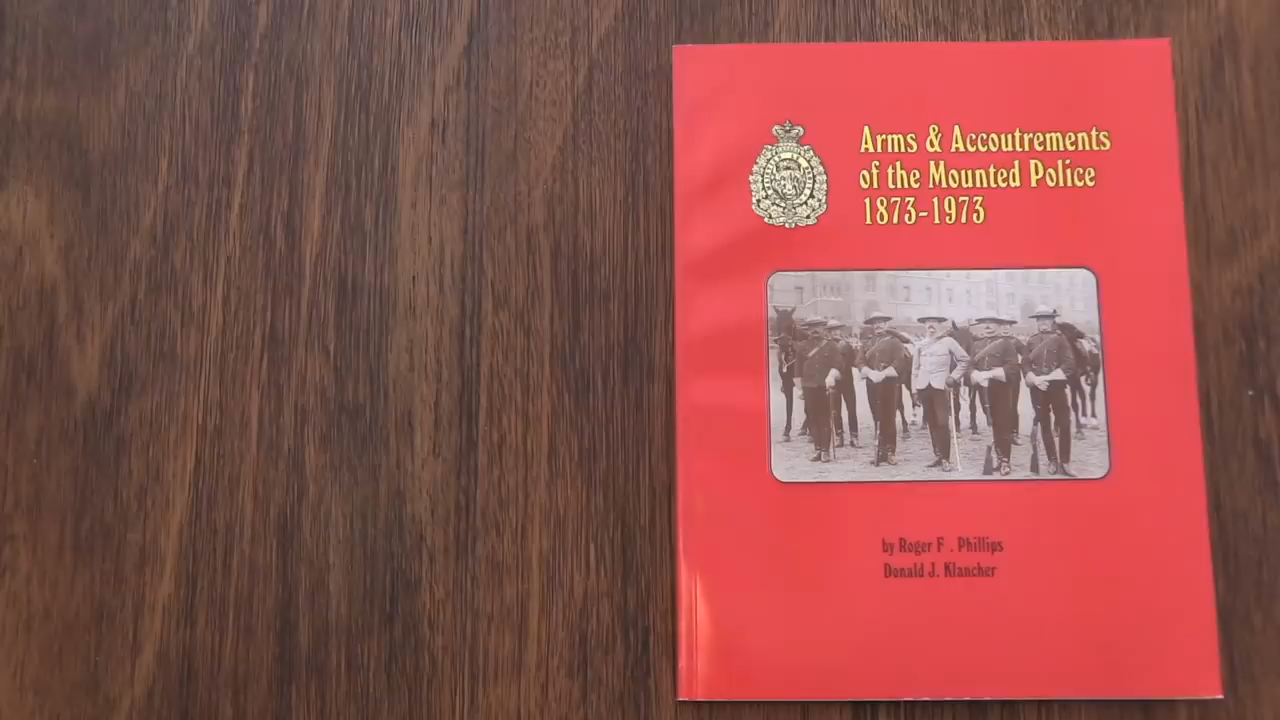 Arms & Accoutrements
of the Mounted Police
1873-1973
by Roger F . Phillips
Donald J. Klancher